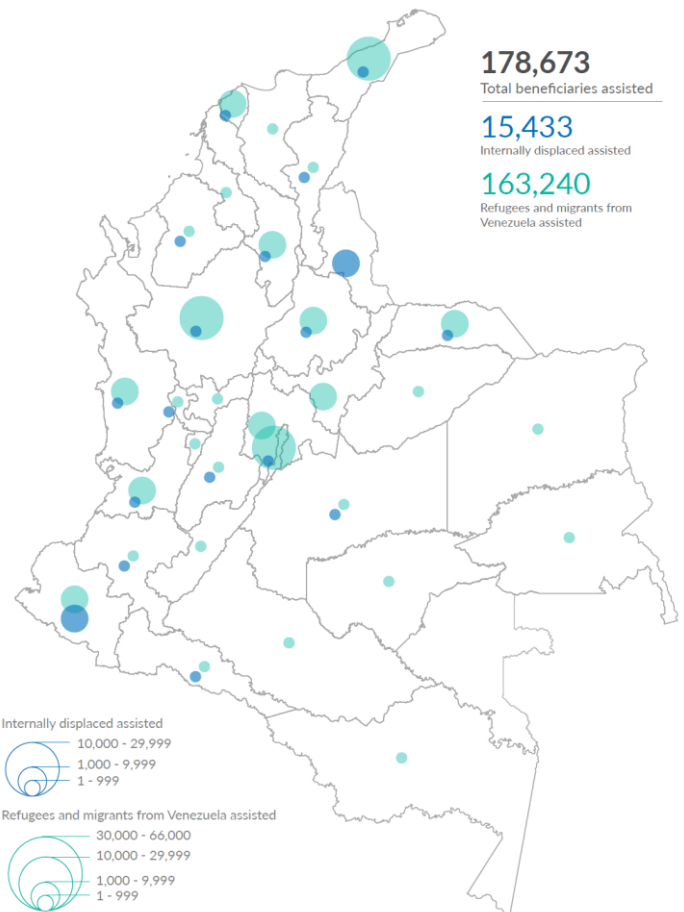 178,673
Total beneficiaries assisted
15,433
Internally displaced assisted
163,240
Refugees and migrants from
Venezuela assisted
Internally displaced assisted
10,000 - 29,999
1,000 - 9,999
1 - 999
Refugees and migrants from Venezuela assisted
30,000 - 66,000
10,000 - 29,999
1,000 - 9,999
1 - 999